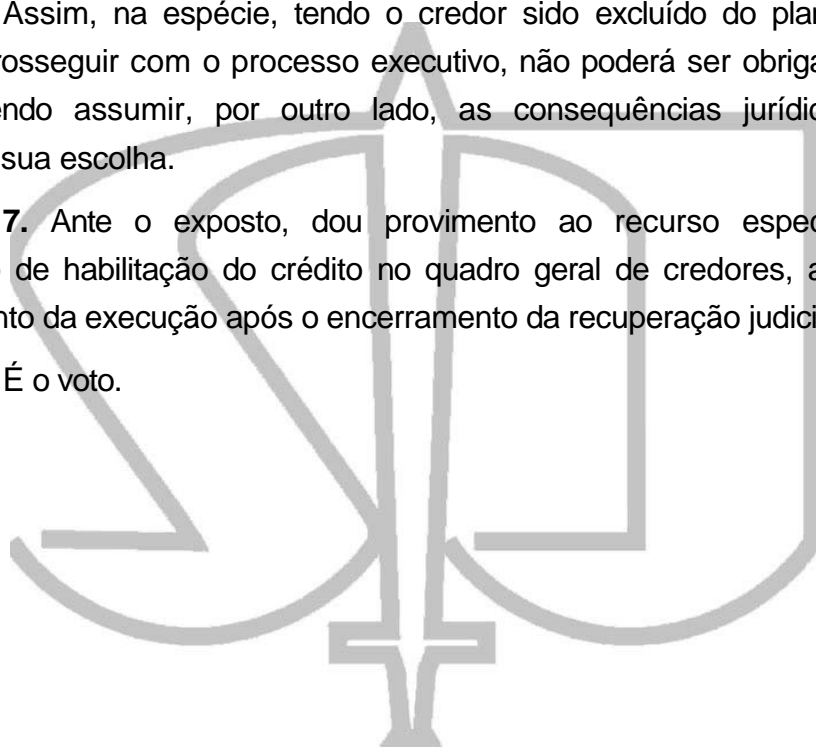 Assim, na espécie, tendo o credor sido excluído do plan
rosseguir com o processo executivo, não poderá ser obriga
endo assumir, por outro lado, as consequências jurídic
sua escolha.
7. Ante o exposto, dou provimento ao recurso espec
de habilitação do crédito no quadro geral de credores, a
nto da execução após o encerramento da recuperação judici
É o voto.